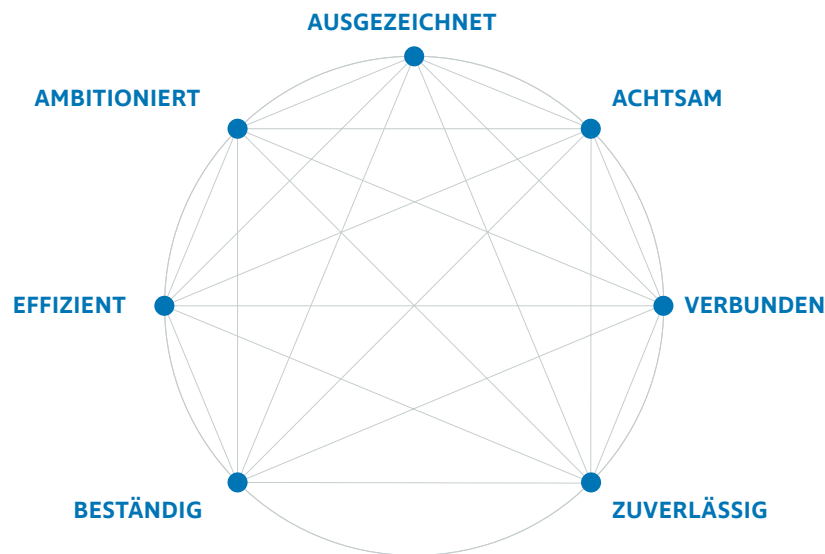 AUSGEZEICHNET
AMBITIONIERT
ACHTSAM
EFFIZIENT
VERBUNDEN
BESTÄNDIG
ZUVERLÄSSIG